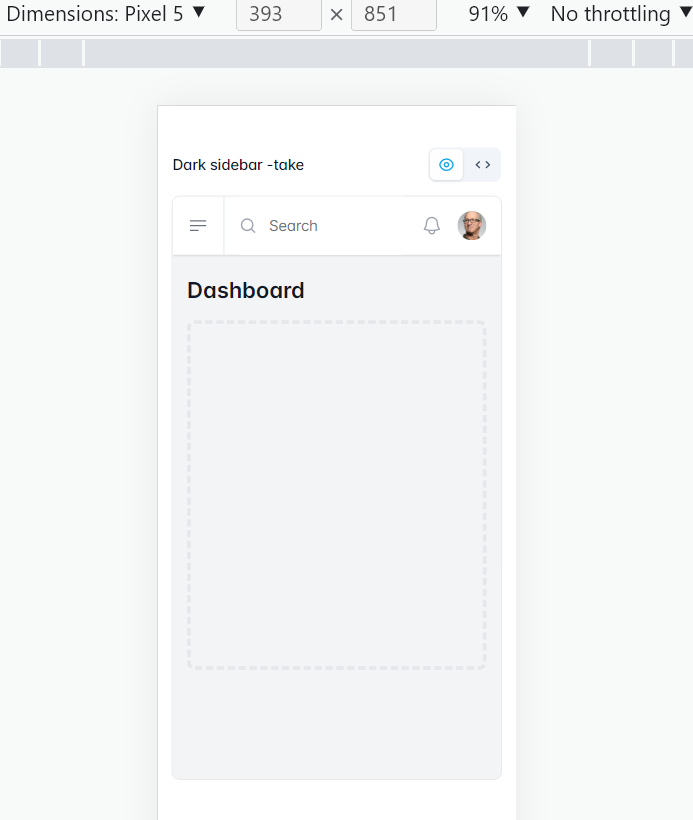 Dimensions: Pixel 5 ▼ 393 × 851 91% ▼ No throttling ▼
Dark sidebar -take
Search
Dashboard